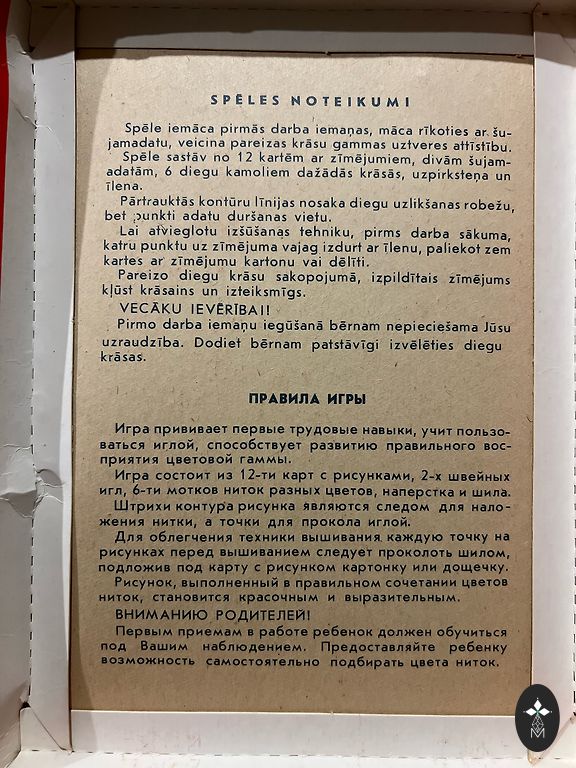 SPĒLES NOTEIKUMI
Spēle iemāca pirmās darba iemaņas, māca rīkoties ar šu-
jamadatu, veicina pareizas krāsu gammas uztveres attīstību.
Spēle sastāv no 12 kartēm ar zīmējumiem, divām šujam-
adatām, 6 diegu kamoliem dažādās krāsās, uzpirksteņa un
īlena.
Pārtrauktās kontūru līnijas nosaka diegu uzlikšanas robežu,
bet punkti adatu duršanas vietu.
Lai atvieglotu izšūšanas tehniku, pirms darba sākuma,
katru punktu uz zīmējuma vajag izdurt ar īlenu, paliekot zem
kartes ar zīmējumu kartonu vai dēlīti.
Pareizo diegu krāsu sakopojumā, izpildītais zīmējums
kļūst krāsains un izteiksmīgs.
VECĀKU IEVĒRĪBAI!
Pirmo darba iemaņu iegūšanā bērnam nepieciešama Jūsu
uzraudzība. Dodiet bērnam patstāvīgi izvēlēties diegu
krāsas.
ПРАВИЛА ИГРЫ
Игра прививает первые трудовые навыки, учит пользо-
ваться иглой, способствует развитию правильного вос-
приятия цветовой гаммы.
Игра состоит из 12-ти карт с рисунками, 2-х швейных
игл, 6-ти мотков ниток разных цветов, наперстка и шила.
Штрихи контура рисунка являются следом для нало-
жения нитки, а точки для прокола иглой.
Для облегчения техники вышивания каждую точку на
рисунках перед вышиванием следует проколоть шилом,
подложив под карту с рисунком картонку или дощечку.
Рисунок, выполненный в правильном сочетании цветов
ниток, становится красочным и выразительным.
ВНИМАНИЮ РОДИТЕЛЕЙ!
Первым приемам в работе ребенок должен обучиться
под Вашим наблюдением. Предоставляйте ребенку
возможность самостоятельно подбирать цвета ниток.
M